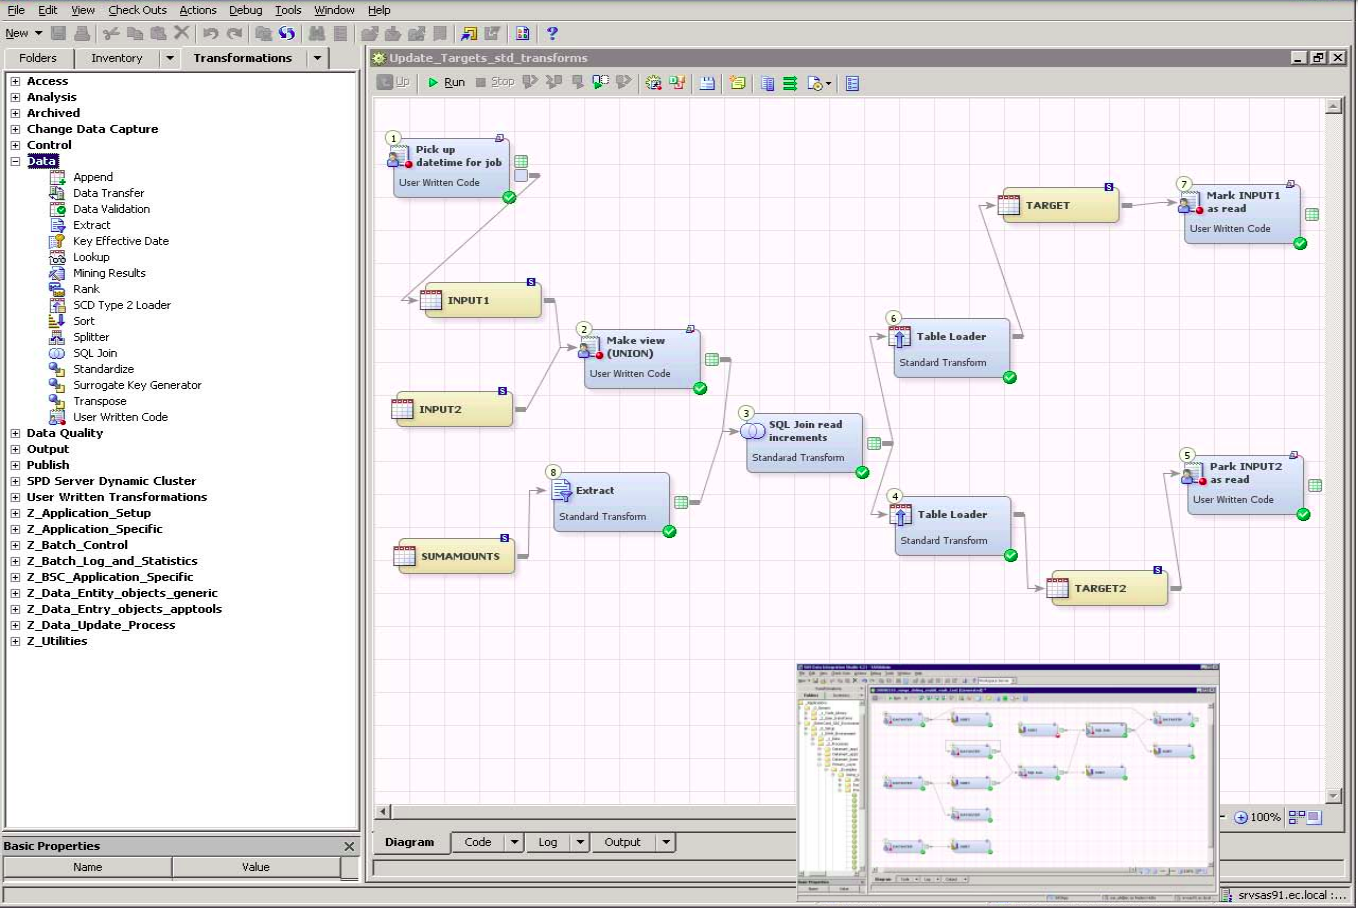 File Edit View Check Outs Actions Debug Tools Window Help
New
Folders Inventory Transformations
Update_Targets_std_transforms
Up Run Stop
Access
Analysis
Archived
Change Data Capture
Control
Data
Append
Data Transfer
Data Validation
Extract
Key Effective Date
Lookup
Mining Results
Rank
SCD Type 2 Loader
Sort
Splitter
SQL Join
Standardize
Surrogate Key Generator
Transpose
User Written Code
Data Quality
Output
Publish
SPD Server Dynamic Cluster
User Written Transformations
Z_Application_Setup
Z_Application_Specific
Z_Batch_Control
Z_Batch_Log_and_Statistics
Z_BSC_Application_Specific
Z_Data_Entity_objects_generic
Z_Data_Entry_objects_apptools
Z_Data_Update_Process
Z_Utilities
Basic Properties
Name Value
1
Pick up
datetime for job
User Written Code
INPUT1
2
Make view
(UNION)
User Written Code
INPUT2
8
Extract
Standard Transform
SUMAMOUNTS
3
SQL Join read
increments
Standarad Transform
6
Table Loader
Standard Transform
4
Table Loader
Standard Transform
TARGET
7
Mark INPUT1
as read
User Written Code
5
Park INPUT2
as read
User Written Code
TARGET2
100%
Diagram Code Log Output
srvsas91.ec.local :...